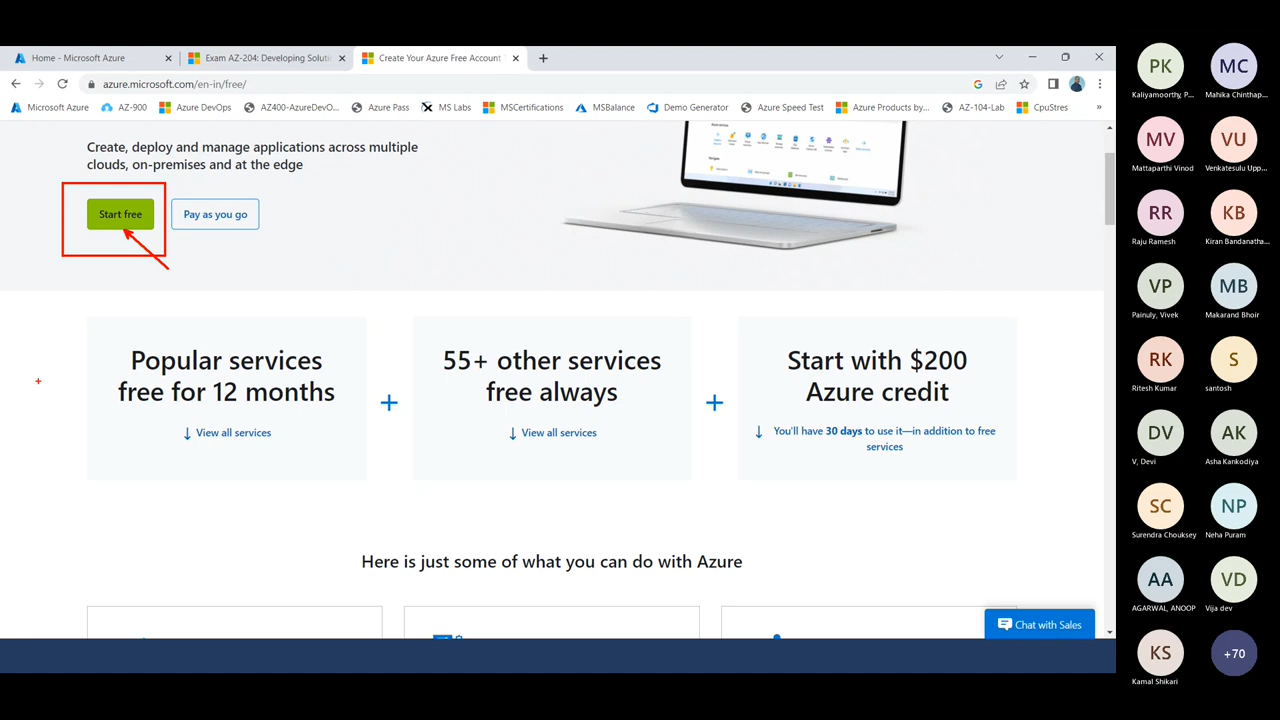 Home - Microsoft Azure
Exam AZ-204: Developing Soluti
Create Your Azure Free Account
azure.microsoft.com/en-in/free/
Microsoft Azure
AZ-900
Azure DevOps
AZ400-AzureDevO...
Azure Pass
MS Labs
MSCertifications
MSBalance
Demo Generator
Azure Speed Test
Azure Products by...
AZ-104-Lab
CpuStres
»
Create, deploy and manage applications across multiple
clouds, on-premises and at the edge
Start free
Pay as you go
Popular services
free for 12 months
↓ View all services
+
55+ other services
free always
↓ View all services
+
Start with $200
Azure credit
↓ You'll have 30 days to use it—in addition to free
services
Here is just some of what you can do with Azure
Chat with Sales
PK
Kaliyamoorthy, P...
MC
Mahika Chinthap...
MV
Mattaparthi Vinod
VU
Venkatesulu Upp...
RR
Raju Ramesh
KB
Kiran Bandanatha...
VP
Painuly, Vivek
MB
Makarand Bhoir
RK
Ritesh Kumar
S
santosh
DV
V, Devi
AK
Asha Kankodiya
SC
Surendra Chouksey
NP
Neha Puram
AA
AGARWAL, ANOOP
VD
Vija dev
KS
Kamal Shikari
+70